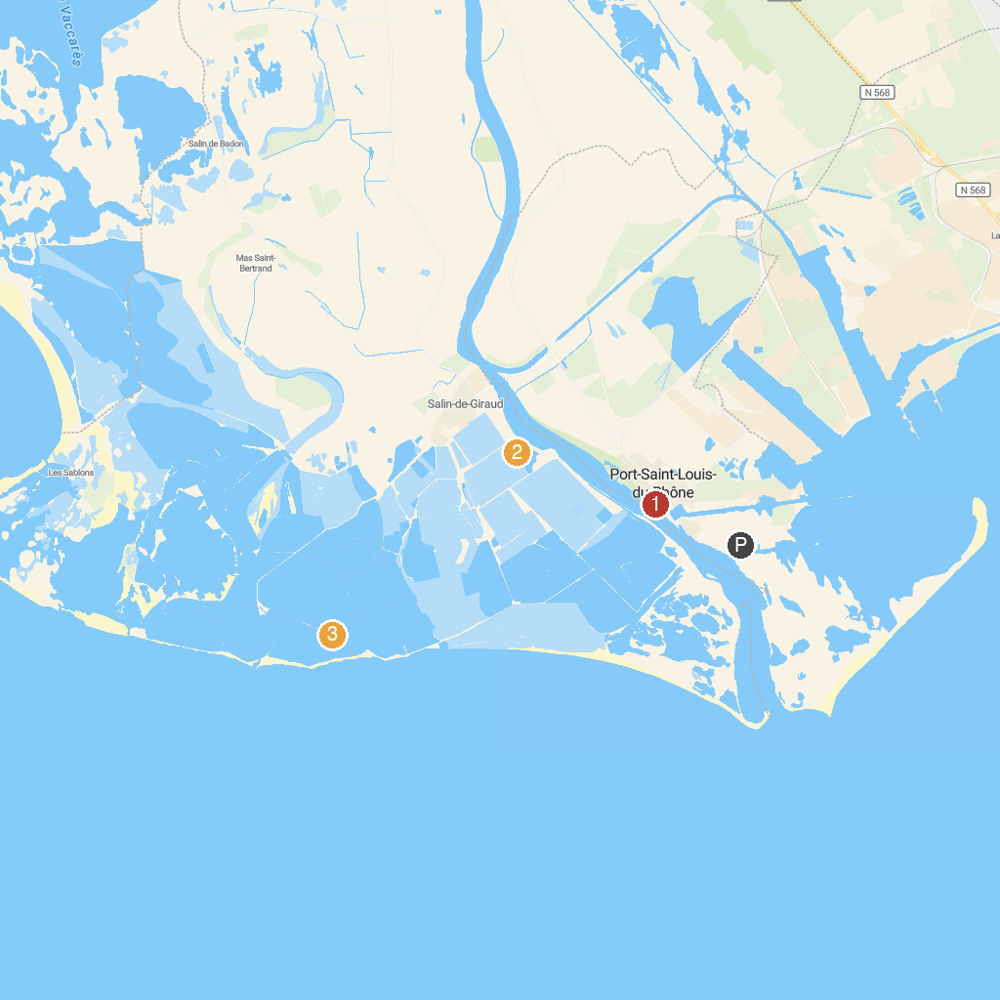 Vaccarès
N 568
Salin de Badon
N 568
Mas Saint-
Bertrand
Salin-de-Giraud
2
Les Sablons
Port-Saint-Louis-
du-Rhône
1
P
3